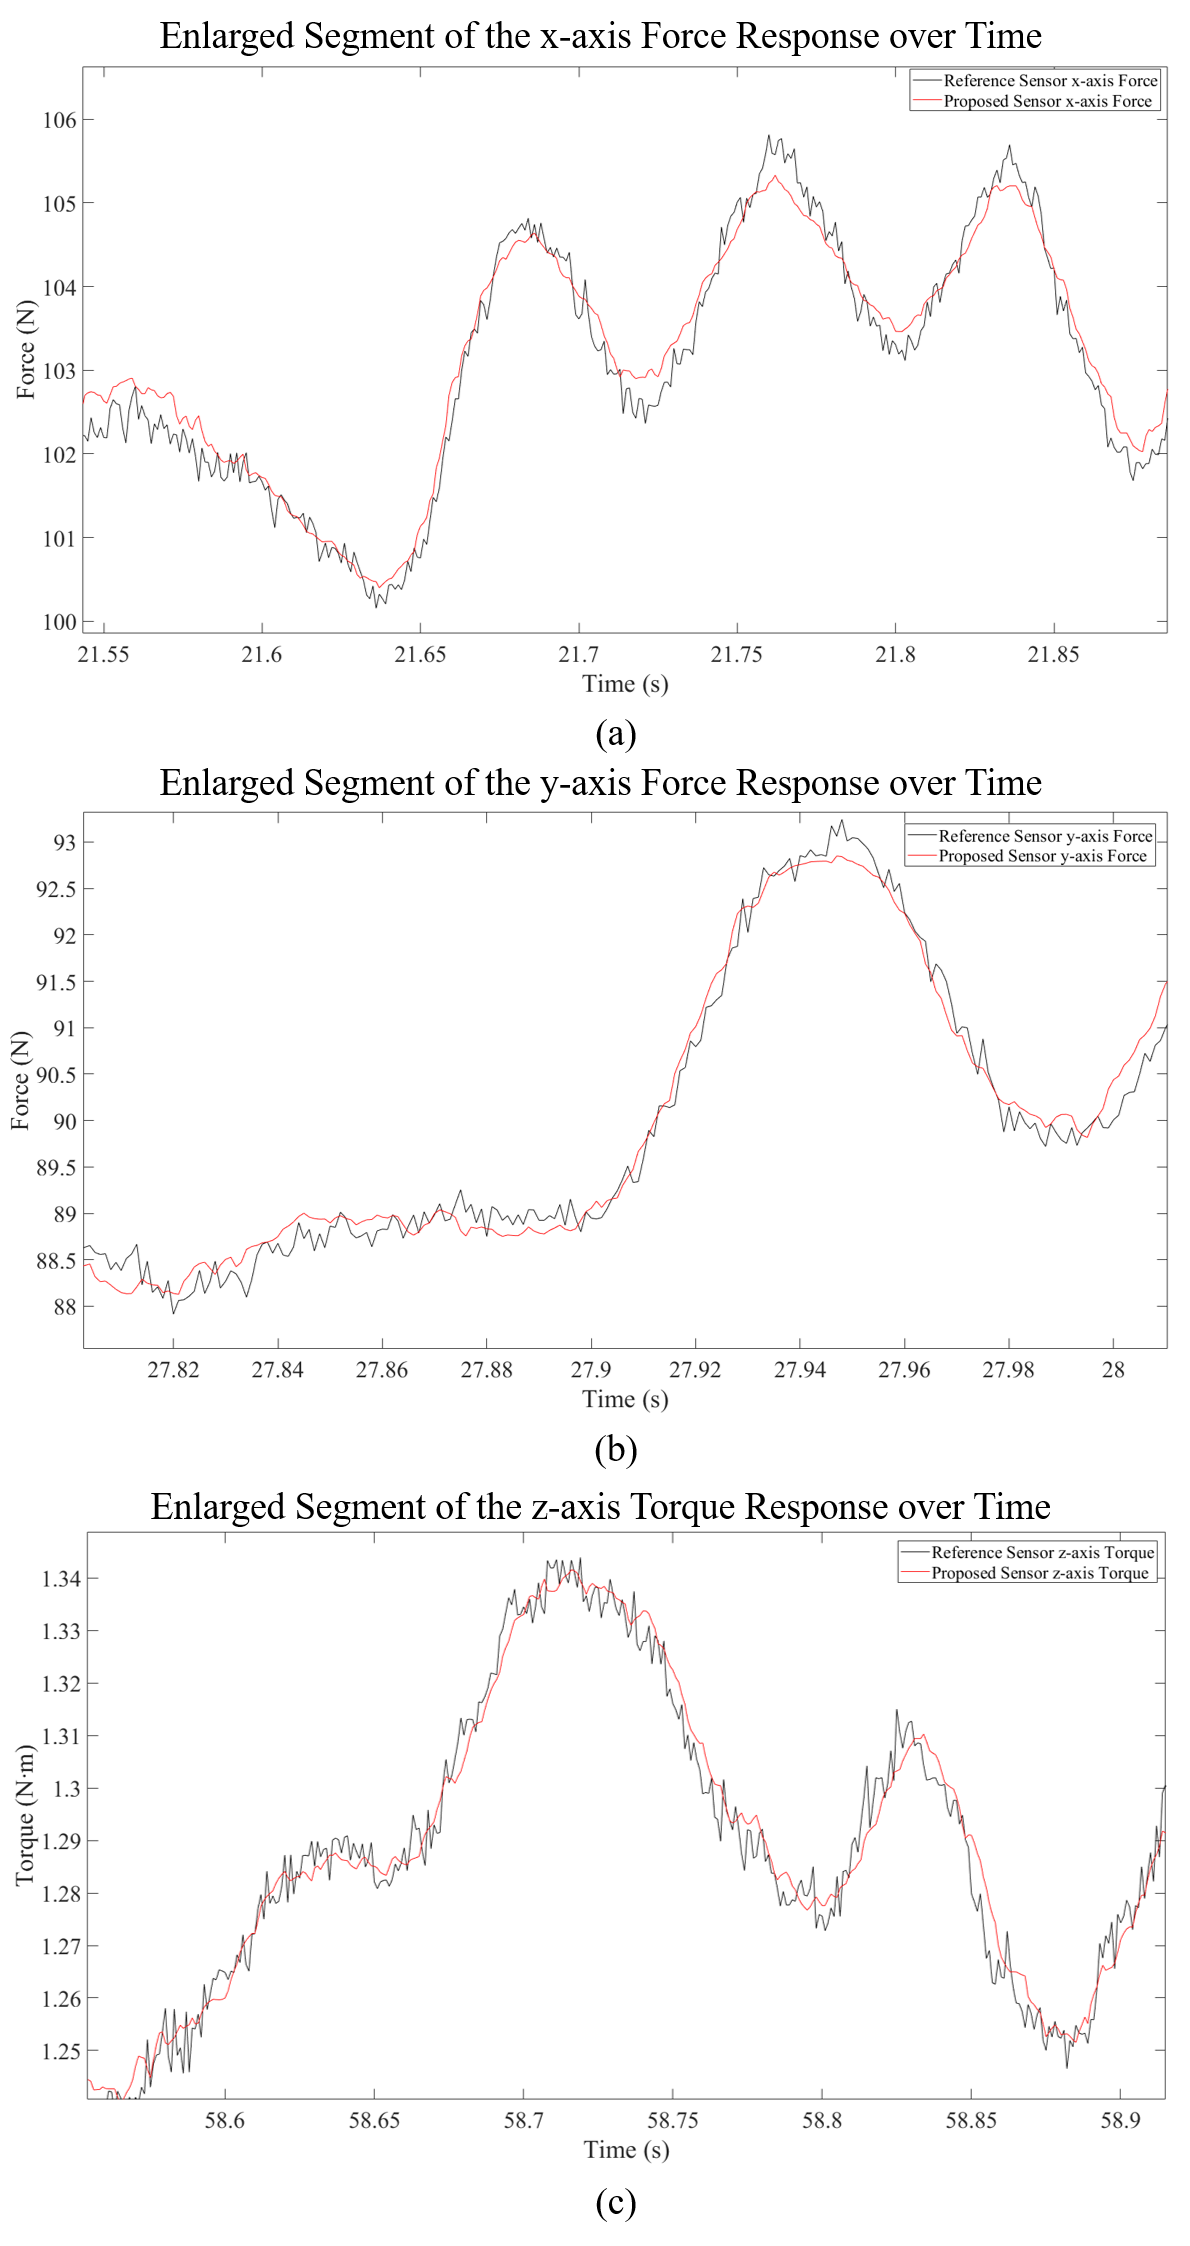 Enlarged Segment of the x-axis Force Response over Time
Reference Sensor x-axis Force
Proposed Sensor x-axis Force
106
105
104
103
102
101
100
Force (N)
21.55 21.6 21.65 21.7 21.75 21.8 21.85
Time (s)
(a)
Enlarged Segment of the y-axis Force Response over Time
Reference Sensor y-axis Force
Proposed Sensor y-axis Force
93
92.5
92
91.5
91
90.5
90
89.5
89
88.5
88
Force (N)
27.82 27.84 27.86 27.88 27.9 27.92 27.94 27.96 27.98 28
Time (s)
(b)
Enlarged Segment of the z-axis Torque Response over Time
Reference Sensor z-axis Torque
Proposed Sensor z-axis Torque
1.34
1.33
1.32
1.31
1.3
1.29
1.28
1.27
1.26
1.25
Torque (N·m)
58.6 58.65 58.7 58.75 58.8 58.85 58.9
Time (s)
(c)